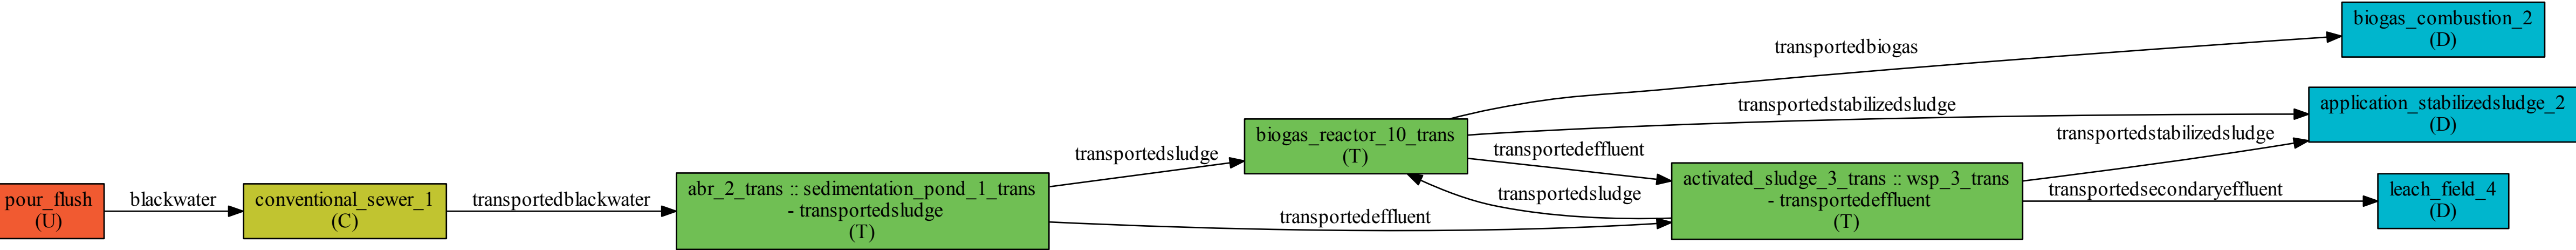 pour_flush
(U)
blackwater
conventional_sewer_1
(C)
transportedblackwater
abr_2_trans :: sedimentation_pond_1_trans
- transportedsludge
(T)
transportedsludge
transportedeffluent
biogas_reactor_10_trans
(T)
transportedbiogas
transportedstabilizedsludge
transportedeffluent
transportedsludge
activated_sludge_3_trans :: wsp_3_trans
- transportedeffluent
(T)
transportedstabilizedsludge
transportedsecondaryeffluent
biogas_combustion_2
(D)
application_stabilizedsludge_2
(D)
leach_field_4
(D)